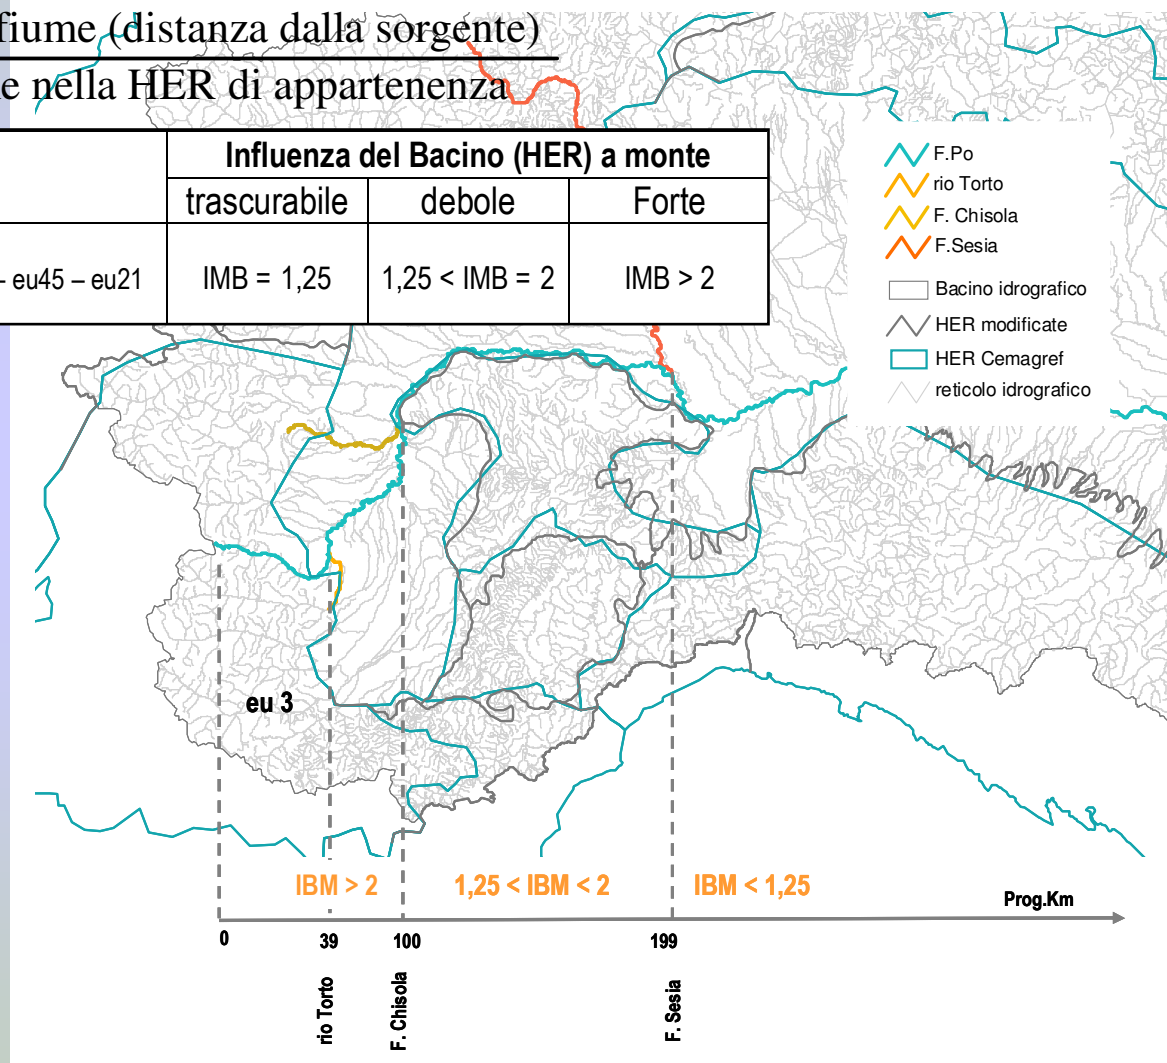 fiume (distanza dalla sorgente)
e nella HER di appartenenza
Influenza del Bacino (HER) a monte
trascurabile debole Forte
– eu45 – eu21 IMB = 1,25 1,25 < IMB = 2 IMB > 2
F.Po
rio Torto
F. Chisola
F.Sesia
Bacino idrografico
HER modificate
HER Cemagref
reticolo idrografico
eu 3
IBM > 2 1,25 < IBM < 2 IBM < 1,25
Prog.Km
0 39 100 199
rio Torto
F. Chisola
F. Sesia